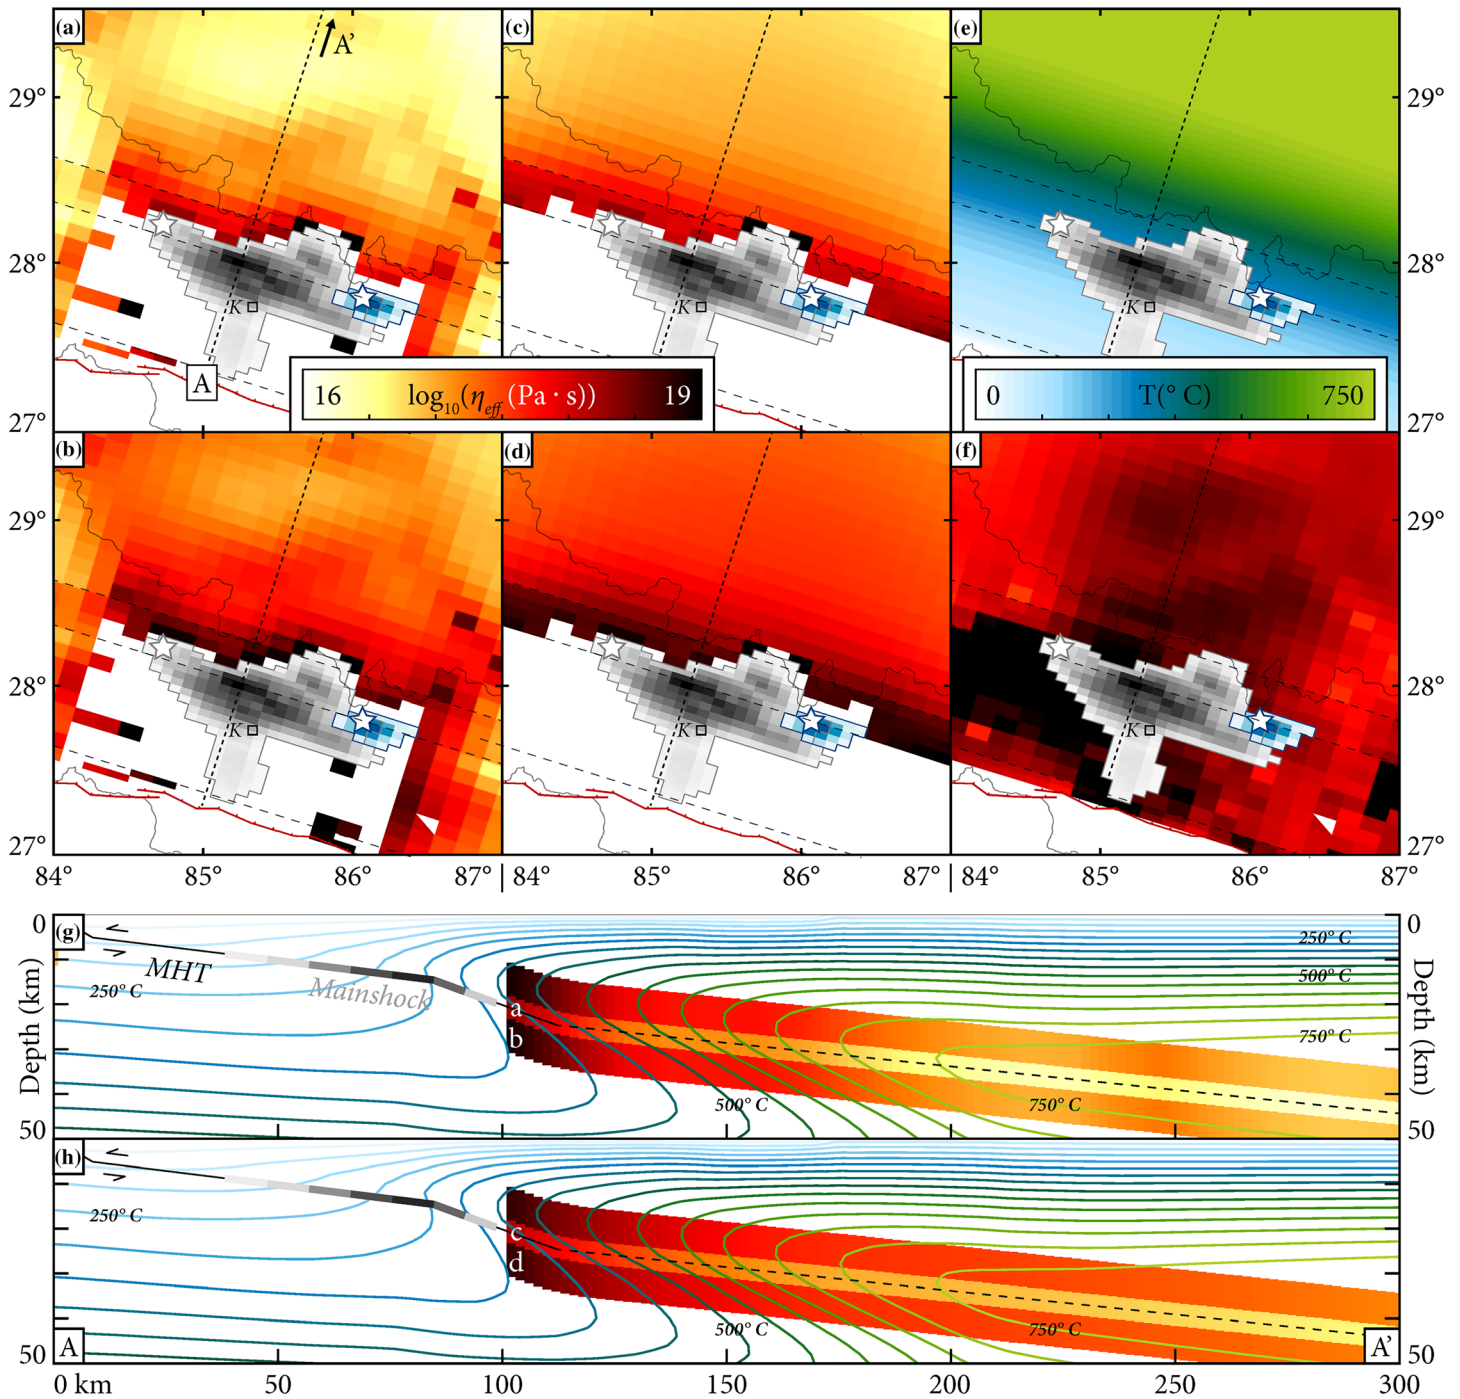 (a)
A'
(c)
(e)
29°
29°
28°
28°
K
K
K
A
16 log10(ηeff (Pa · s)) 19
0 T(° C) 750
27°
27°
(b)
(d)
(f)
29°
29°
28°
28°
K
K
K
27°
27°
84° 85° 86° 87° 84° 85° 86° 87° 84° 85° 86° 87°
0
(g)
0
250° C
MHT
500° C
250° C
Mainshock
a
750° C
b
Depth (km)
Depth (km)
500° C
750° C
50
50
(h)
250° C
c
d
500° C
750° C
50
A
A'
50
0 km 50 100 150 200 250 300